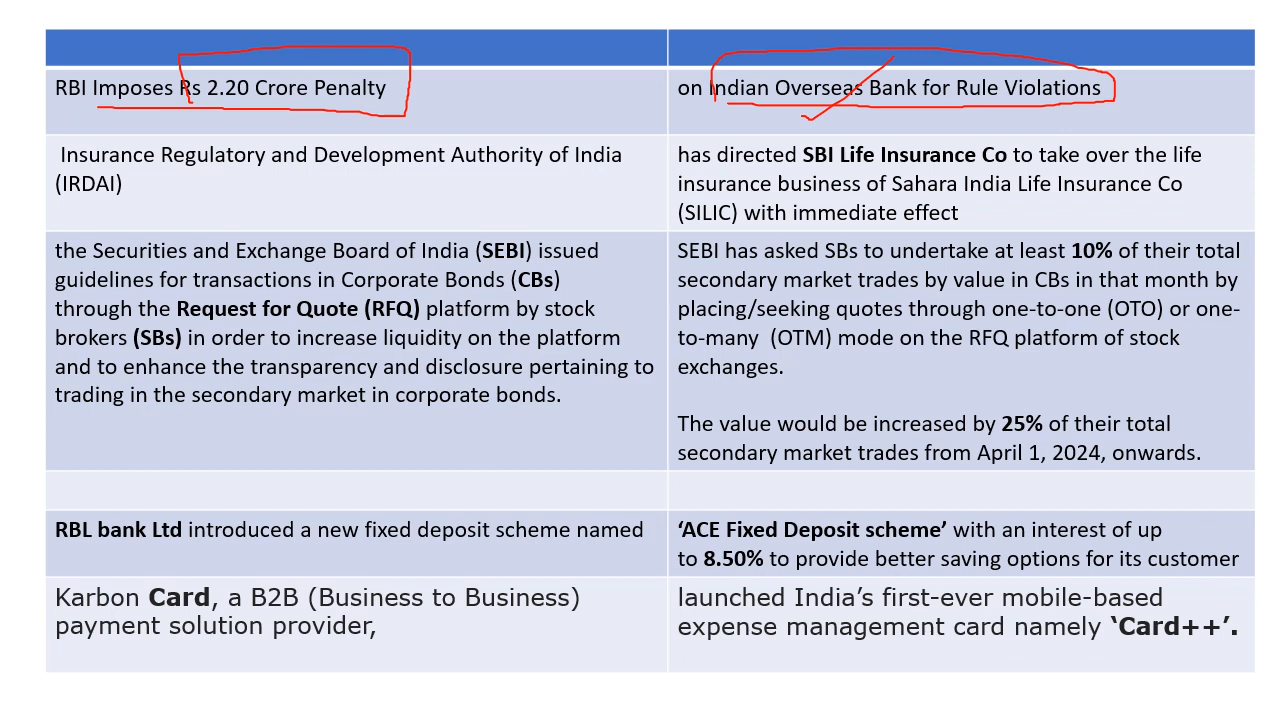 RBI Imposes Rs 2.20 Crore Penalty
on Indian Overseas Bank for Rule Violations
Insurance Regulatory and Development Authority of India
(IRDAI)
has directed SBI Life Insurance Co to take over the life
insurance business of Sahara India Life Insurance Co
(SILIC) with immediate effect
the Securities and Exchange Board of India (SEBI) issued
guidelines for transactions in Corporate Bonds (CBs)
through the Request for Quote (RFQ) platform by stock
brokers (SBs) in order to increase liquidity on the platform
and to enhance the transparency and disclosure pertaining to
trading in the secondary market in corporate bonds.
SEBI has asked SBs to undertake at least 10% of their total
secondary market trades by value in CBs in that month by
placing/seeking quotes through one-to-one (OTO) or one-
to-many (OTM) mode on the RFQ platform of stock
exchanges.
The value would be increased by 25% of their total
secondary market trades from April 1, 2024, onwards.
RBL bank Ltd introduced a new fixed deposit scheme named
‘ACE Fixed Deposit scheme’ with an interest of up
to 8.50% to provide better saving options for its customer
Karbon Card, a B2B (Business to Business)
payment solution provider,
launched India’s first-ever mobile-based
expense management card namely ‘Card++’.